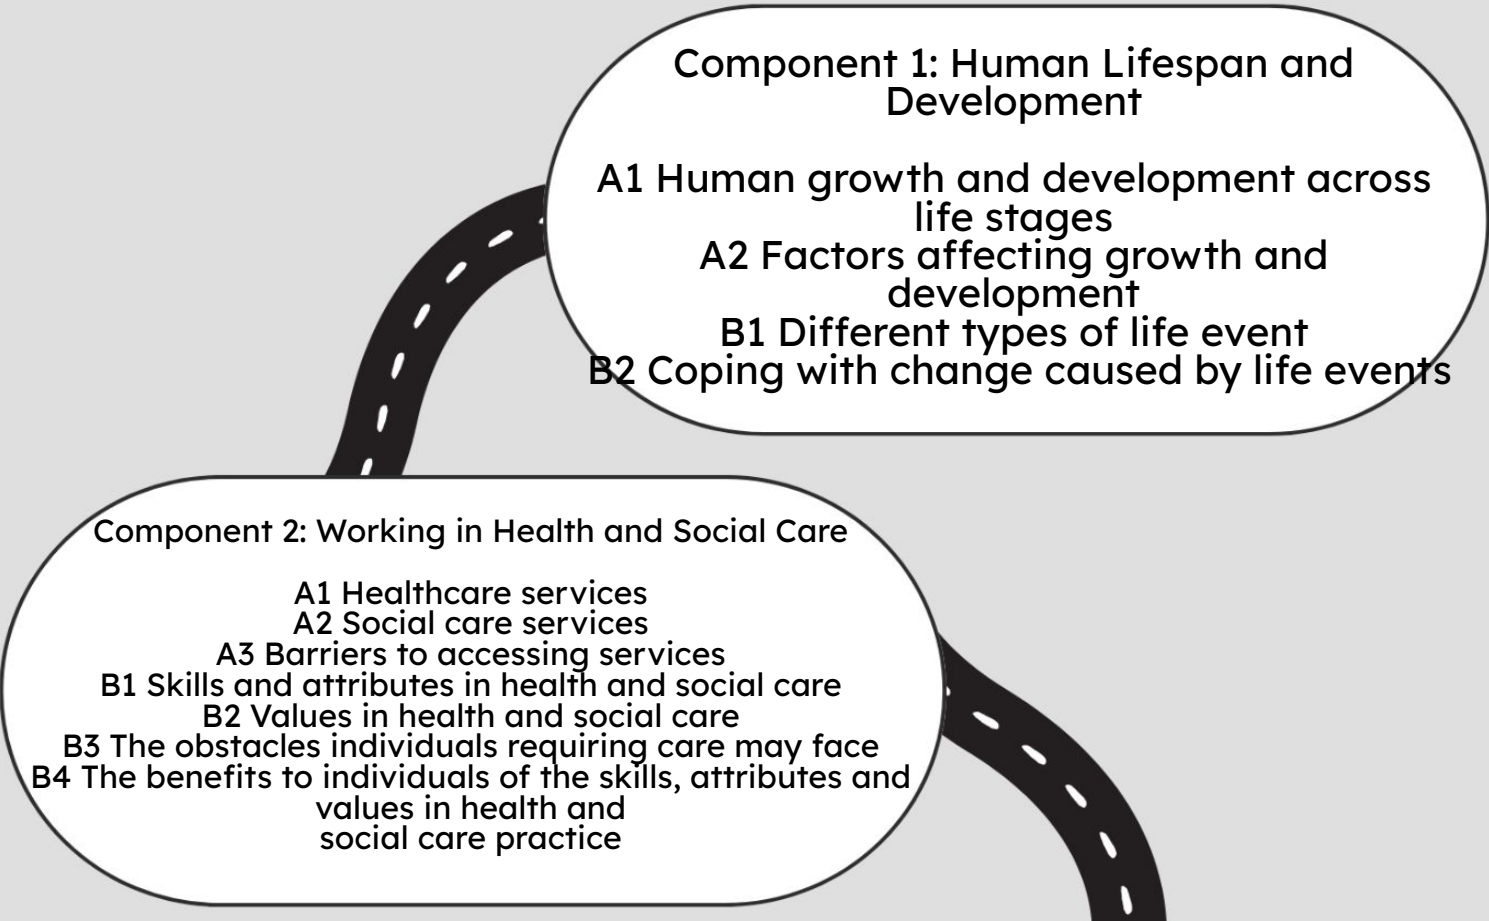 Component 1: Human Lifespan and
Development
A1 Human growth and development across
life stages
A2 Factors affecting growth and
development
B1 Different types of life event
B2 Coping with change caused by life events
Component 2: Working in Health and Social Care
A1 Healthcare services
A2 Social care services
A3 Barriers to accessing services
B1 Skills and attributes in health and social care
B2 Values in health and social care
B3 The obstacles individuals requiring care may face
B4 The benefits to individuals of the skills, attributes and
values in health and
social care practice